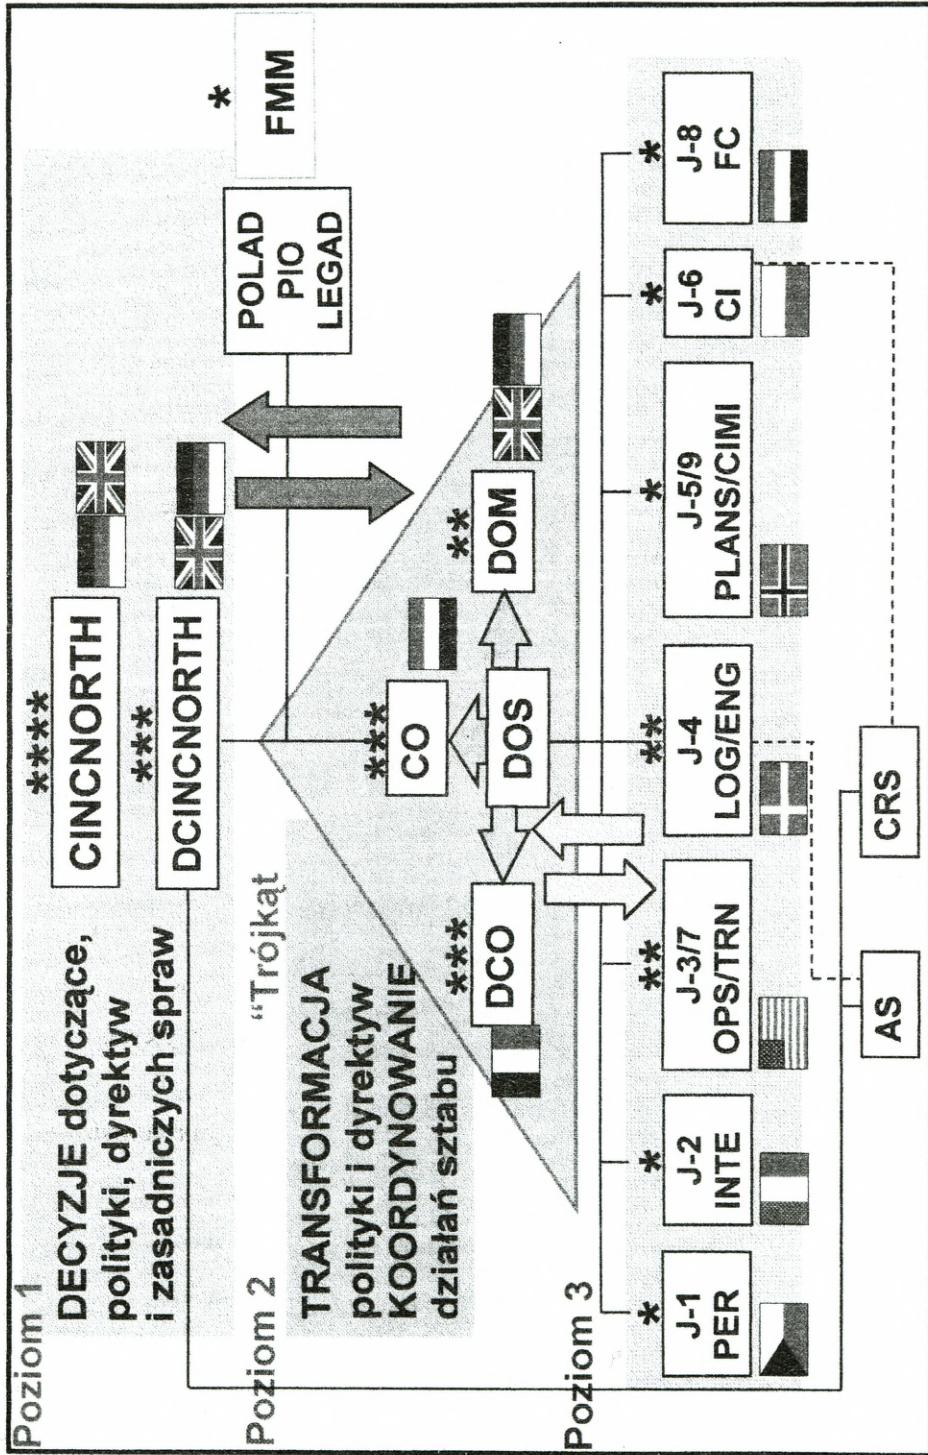 Poziom 1
DECYZJE dotyczące,
polityki, dyrektyw
i zasadniczych spraw
****
CINCNORTH
***
DCINCNORTH
*
FMM
POLAD
PIO
LEGAD
Poziom 2
“Trójkąt
TRANSFORMACJA
polityki i dyrektyw
KOORDYNOWANIE
działań sztabu
***
CO
***
DCO
DOS
**
DOM
Poziom 3
*
J-1
PER
*
J-2
INTE
**
J-3/7
OPS/TRN
**
J-4
LOG/ENG
*
J-5/9
PLANS/CIMI
*
J-6
CI
*
J-8
FC
AS
CRS